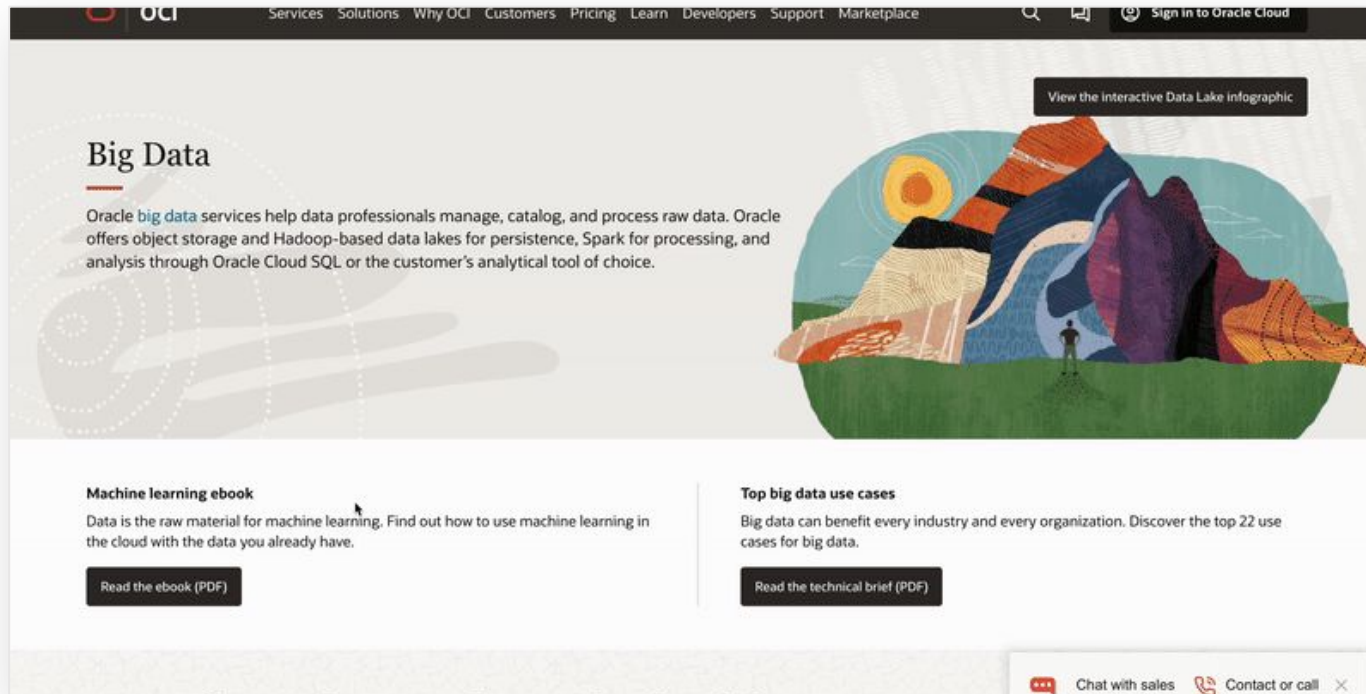 OCI
Services Solutions Why OCI Customers Pricing Learn Developers Support Marketplace
Sign in to Oracle Cloud
View the interactive Data Lake infographic
Big Data
Oracle big data services help data professionals manage, catalog, and process raw data. Oracle
offers object storage and Hadoop-based data lakes for persistence, Spark for processing, and
analysis through Oracle Cloud SQL or the customer’s analytical tool of choice.
Machine learning ebook
Data is the raw material for machine learning. Find out how to use machine learning in
the cloud with the data you already have.
Read the ebook (PDF)
Top big data use cases
Big data can benefit every industry and every organization. Discover the top 22 use
cases for big data.
Read the technical brief (PDF)
Chat with sales
Contact or call